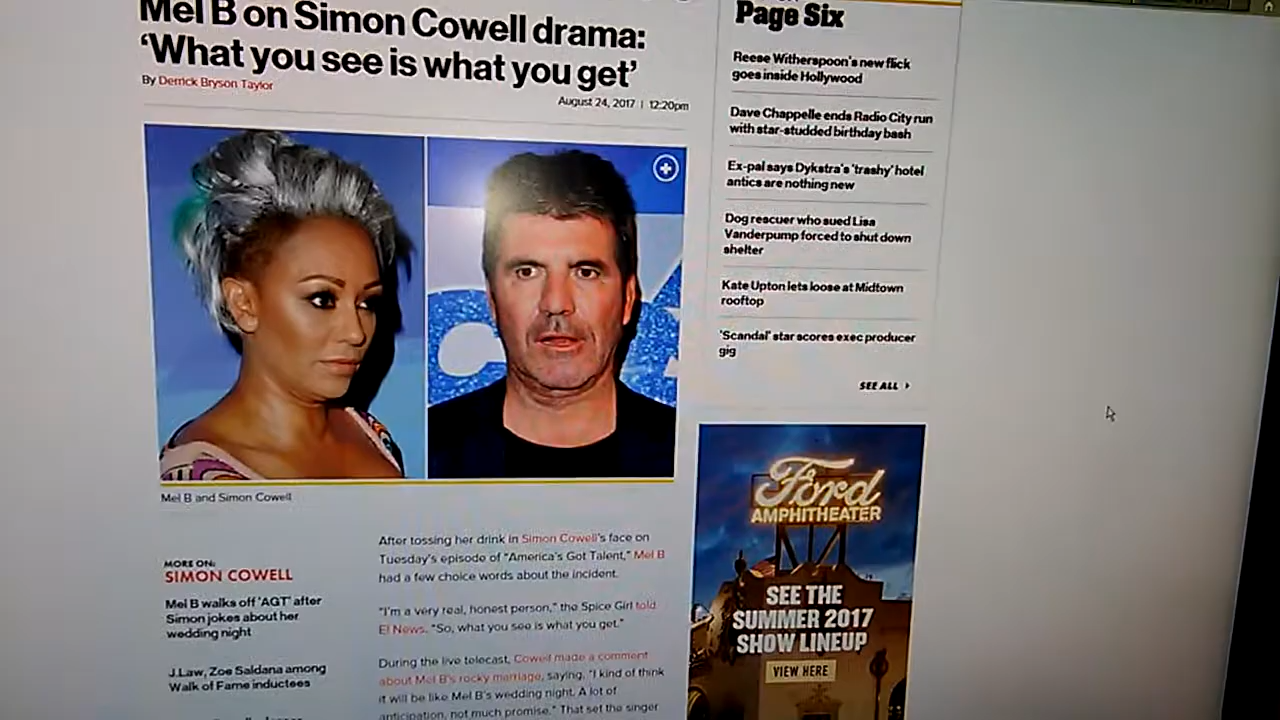 Mel B on Simon Cowell drama:
‘What you see is what you get’
By Derrick Bryson Taylor
August 24, 2017 | 12:20pm
Mel B and Simon Cowell
MORE ON:
SIMON COWELL
Mel B walks off 'AGT' after
Simon jokes about her
wedding night
J.Law, Zoe Saldana among
Walk of Fame inductees
After tossing her drink in Simon Cowell's face on
Tuesday's episode of "America's Got Talent," Mel B
had a few choice words about the incident.
"I'm a very real, honest person," the Spice Girl told
E! News. "So, what you see is what you get."
During the live telecast, Cowell made a comment
about Mel B's rocky marriage, saying, "I kind of think
it will be like Mel B's wedding night. A lot of
anticipation, not much promise." That set the singer
Page Six
Reese Witherspoon's new flick
goes inside Hollywood
Dave Chappelle ends Radio City run
with star-studded birthday bash
Ex-pal says Dykstra's 'trashy' hotel
antics are nothing new
Dog rescuer who sued Lisa
Vanderpump forced to shut down
shelter
Kate Upton lets loose at Midtown
rooftop
'Scandal' star scores exec producer
gig
SEE ALL
Ford
AMPHITHEATER
SEE THE
SUMMER 2017
SHOW LINEUP
VIEW HERE